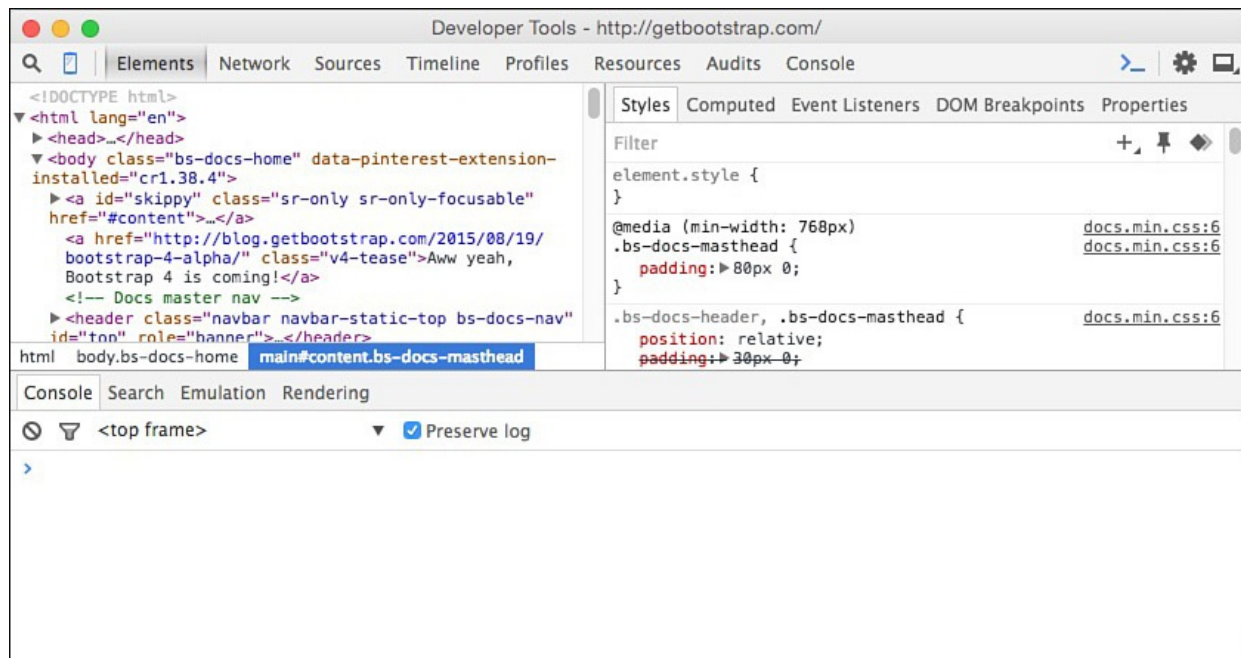 Developer Tools - http://getbootstrap.com/
Elements Network Sources Timeline Profiles Resources Audits Console
<!DOCTYPE html>
▼<html lang="en">
▶<head>…</head>
▼<body class="bs-docs-home" data-pinterest-extension-
installed="cr1.38.4">
▶<a id="skippy" class="sr-only sr-only-focusable"
href="#content">…</a>
<a href="http://blog.getbootstrap.com/2015/08/19/
bootstrap-4-alpha/" class="v4-tease">Aww yeah,
Bootstrap 4 is coming!</a>
<!-- Docs master nav -->
▶<header class="navbar navbar-static-top bs-docs-nav"
id="top" role="banner">…</header>
html body.bs-docs-home main#content.bs-docs-masthead
Styles Computed Event Listeners DOM Breakpoints Properties
Filter
element.style {
}
@media (min-width: 768px) docs.min.css:6
.bs-docs-masthead { docs.min.css:6
padding:▶80px 0;
}
.bs-docs-header, .bs-docs-masthead { docs.min.css:6
position: relative;
padding:▶30px 0;
Console Search Emulation Rendering
<top frame> ▼ Preserve log
>